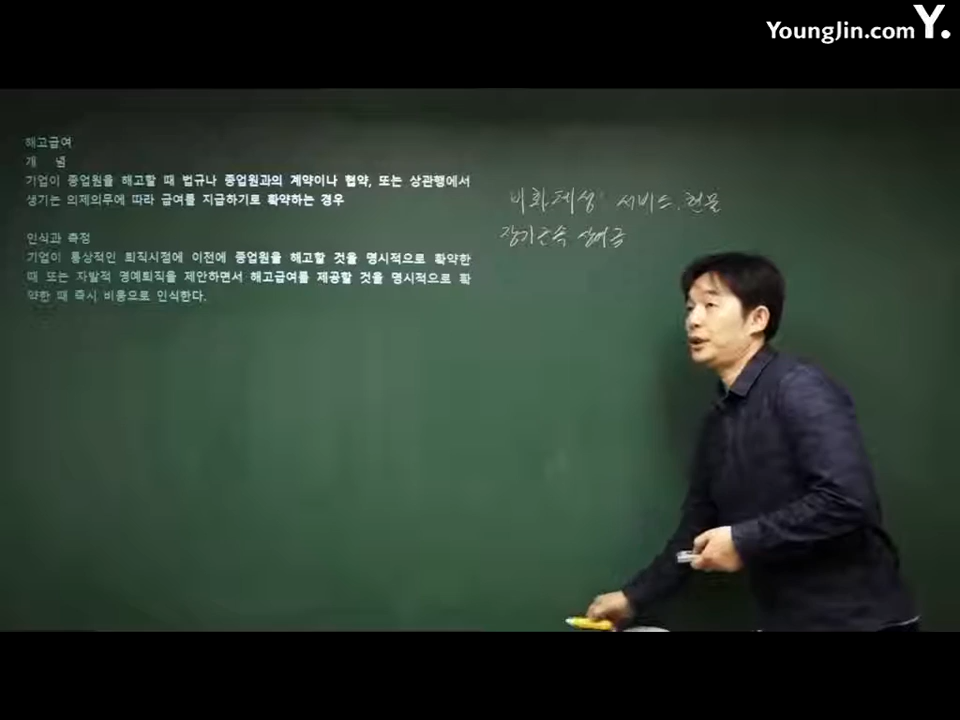 YoungJin.com Y.
해고급여
개 념
기업이 종업원을 해고할 때 법규나 종업원과의 계약이나 협약, 또는 상관행에서
생기는 의제의무에 따라 급여를 지급하기로 확약하는 경우
인식과 측정
기업이 통상적인 퇴직시점에 이전에 종업원을 해고할 것을 명시적으로 확약한
때 또는 자발적 명예퇴직을 제안하면서 해고급여를 제공할 것을 명시적으로 확
약한 때 즉시 비용으로 인식한다.
비화폐성 서비스.현물
장기근속 상여금